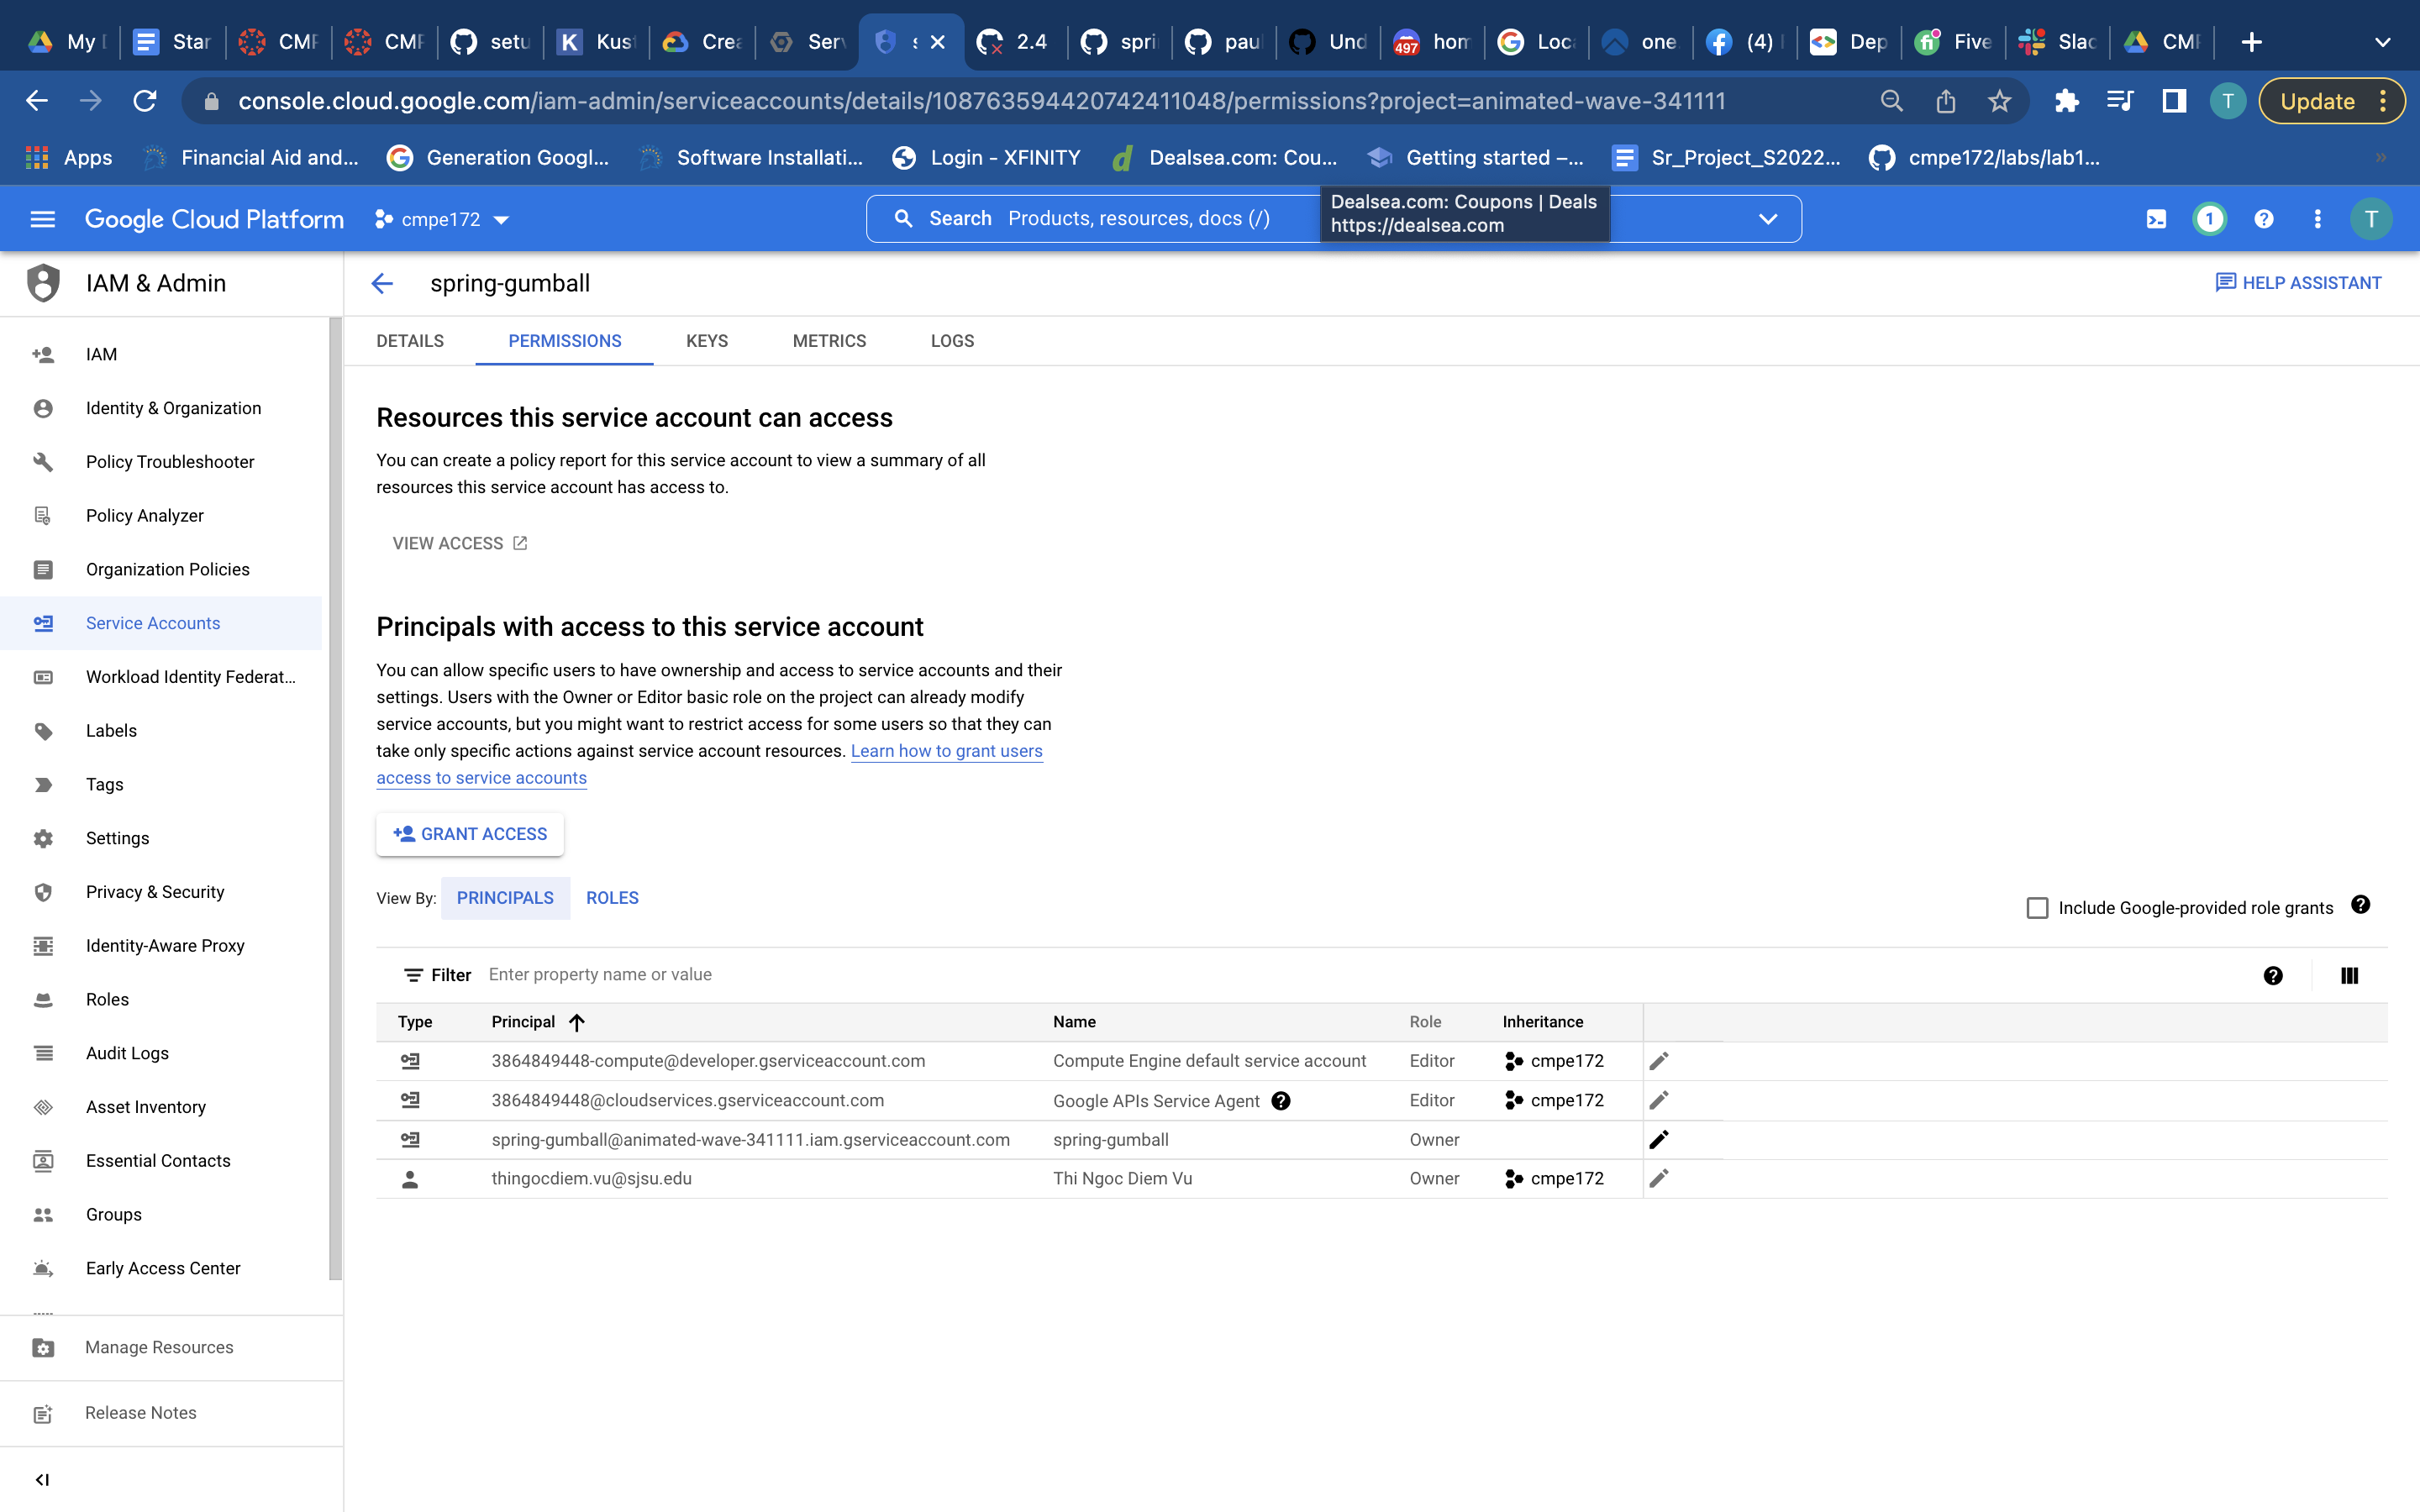 My D
Star
CMP
CMP
setu
Kust
Crea
Serv
s
2.4
spri
paul
Und
497
hom
Loca
one
(4)
Dep
Five
Slac
CMP
console.cloud.google.com/iam-admin/serviceaccounts/details/108763594420742411048/permissions?project=animated-wave-341111
T
Update
Apps
Financial Aid and...
Generation Googl...
Software Installati...
Login - XFINITY
Dealsea.com: Cou...
Getting started –...
Sr_Project_S2022...
cmpe172/labs/lab1...
»
Google Cloud Platform
cmpe172
Search Products, resources, docs (/)
Dealsea.com: Coupons | Deals
https://dealsea.com
1
T
IAM & Admin
spring-gumball
HELP ASSISTANT
IAM
Identity & Organization
Policy Troubleshooter
Policy Analyzer
Organization Policies
Service Accounts
Workload Identity Federat...
Labels
Tags
Settings
Privacy & Security
Identity-Aware Proxy
Roles
Audit Logs
Asset Inventory
Essential Contacts
Groups
Early Access Center
Manage Resources
Release Notes
DETAILS PERMISSIONS KEYS METRICS LOGS
Resources this service account can access
You can create a policy report for this service account to view a summary of all
resources this service account has access to.
VIEW ACCESS
Principals with access to this service account
You can allow specific users to have ownership and access to service accounts and their
settings. Users with the Owner or Editor basic role on the project can already modify
service accounts, but you might want to restrict access for some users so that they can
take only specific actions against service account resources. Learn how to grant users
access to service accounts
GRANT ACCESS
View By: PRINCIPALS ROLES
Include Google-provided role grants
Filter Enter property name or value
Type Principal Name Role Inheritance
3864849448-compute@developer.gserviceaccount.com Compute Engine default service account Editor cmpe172
3864849448@cloudservices.gserviceaccount.com Google APIs Service Agent Editor cmpe172
spring-gumball@animated-wave-341111.iam.gserviceaccount.com spring-gumball Owner
thingocdiem.vu@sjsu.edu Thi Ngoc Diem Vu Owner cmpe172